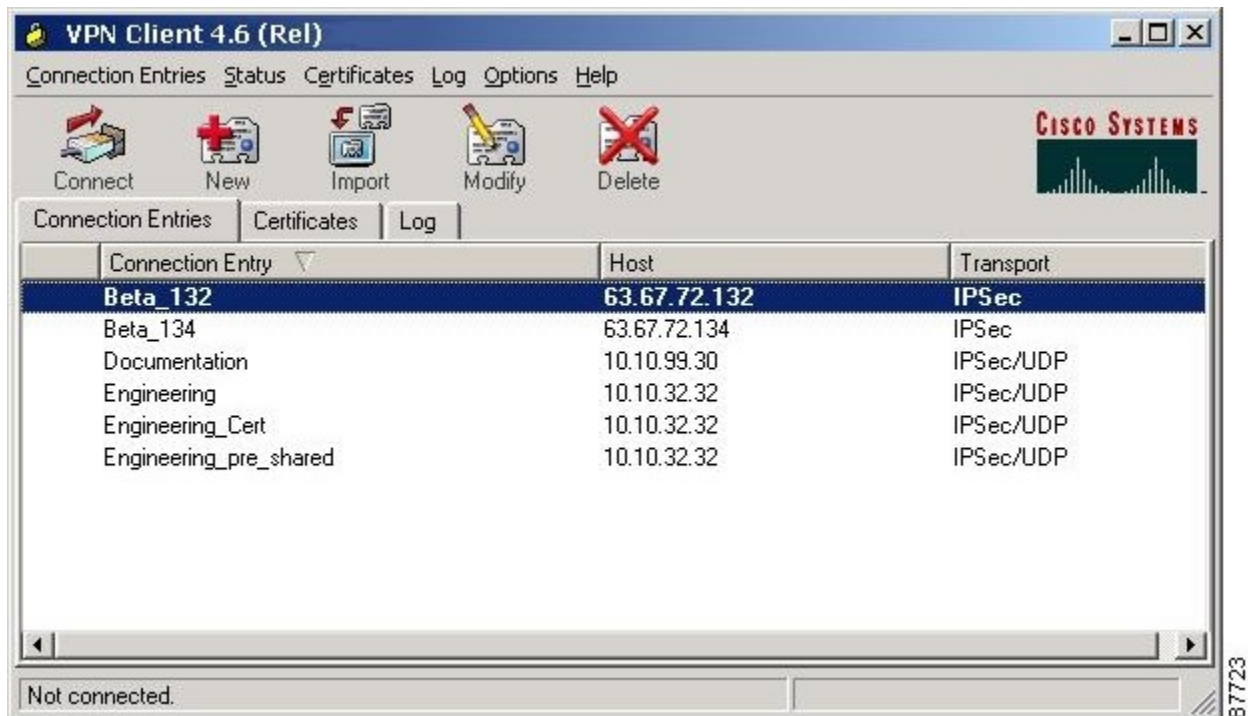 VPN Client 4.6 (Rel)
Connection Entries Status Certificates Log Options Help
CISCO SYSTEMS
Connect New Import Modify Delete
Connection Entries Certificates Log
Connection Entry Host Transport
Beta_132 63.67.72.132 IPSec
Beta_134 63.67.72.134 IPSec
Documentation 10.10.99.30 IPSec/UDP
Engineering 10.10.32.32 IPSec/UDP
Engineering_Cert 10.10.32.32 IPSec/UDP
Engineering_pre_shared 10.10.32.32 IPSec/UDP
Not connected.
87723